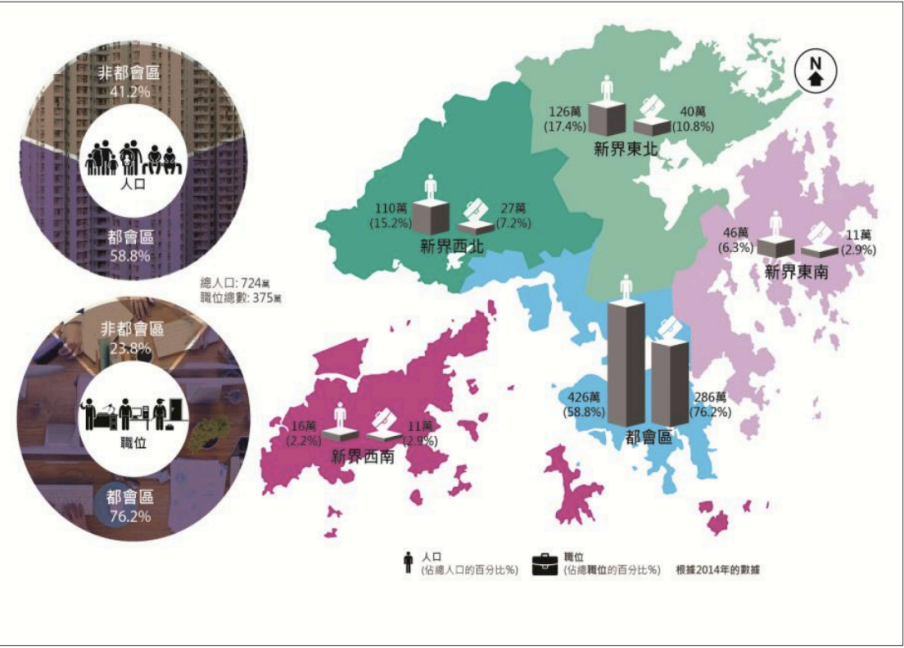 非都會區
41.2%
人口
都會區
58.8%
總人口: 724萬
職位總數: 375萬
非都會區
23.8%
職位
都會區
76.2%
N
126萬
(17.4%)
40萬
(10.8%)
新界東北
110萬
(15.2%)
27萬
(7.2%)
新界西北
46萬
(6.3%)
11萬
(2.9%)
新界東南
426萬
(58.8%)
286萬
(76.2%)
都會區
16萬
(2.2%)
11萬
(2.9%)
新界西南
人口
(佔總人口的百分比%)
職位
(佔總職位的百分比%)
根據2014年的數據